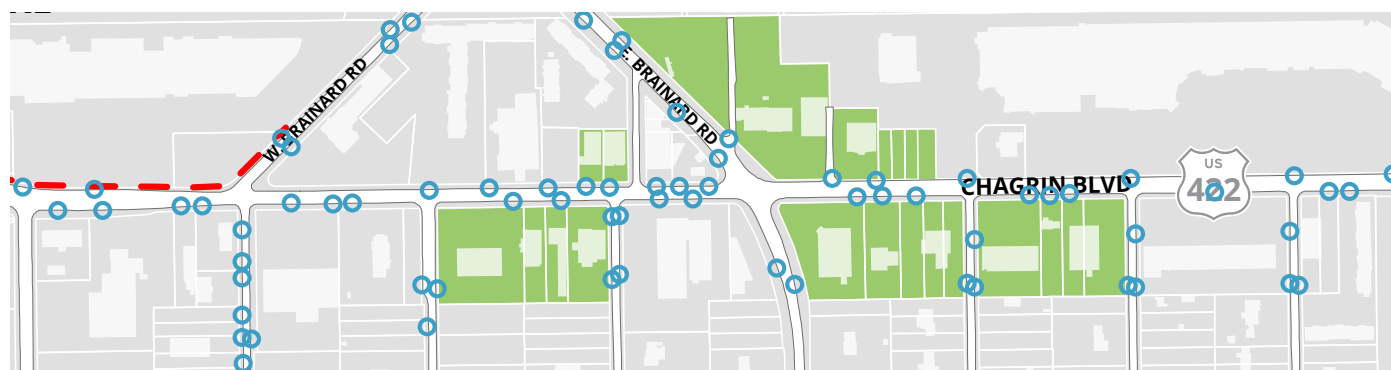 W. BRAINARD RD
E. BRAINARD RD
CHAGRIN BLVD
US
422